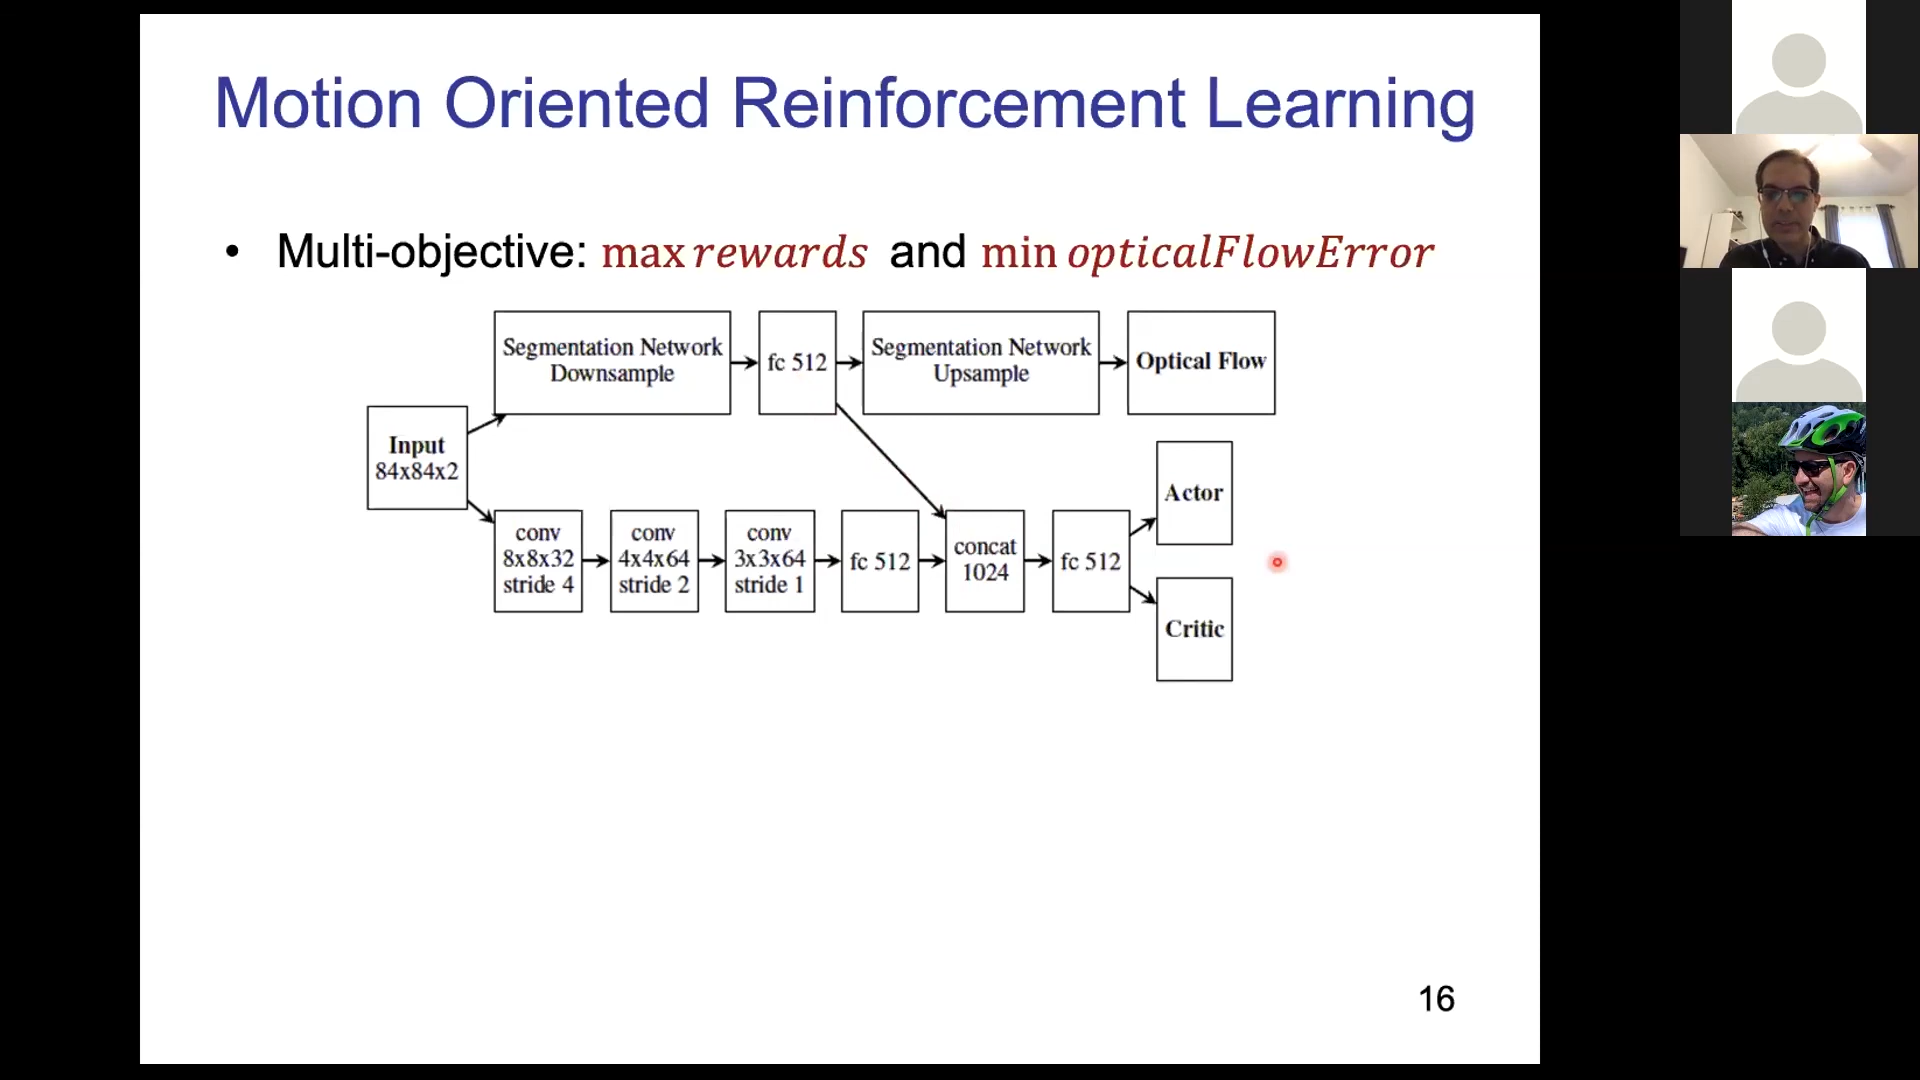 Motion Oriented Reinforcement Learning
• Multi-objective: max rewards and min opticalFlowError
Segmentation Network
Downsample
fc 512
Segmentation Network
Upsample
Optical Flow
Input
84x84x2
conv
8x8x32
stride 4
conv
4x4x64
stride 2
conv
3x3x64
stride 1
fc 512
concat
1024
fc 512
Actor
Critic
16